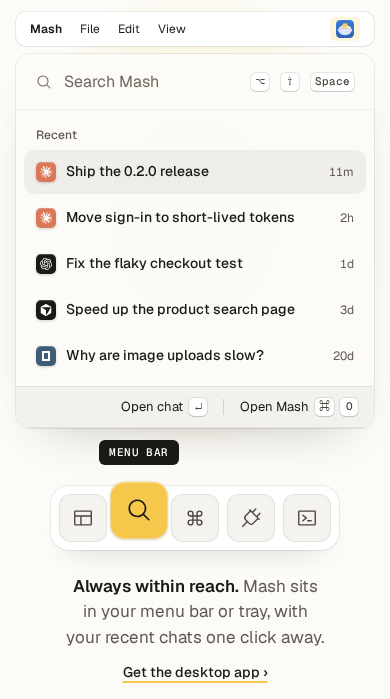 Mash File Edit View
Search Mash ⌥ ⇧ Space
Recent
Ship the 0.2.0 release 11m
Move sign-in to short-lived tokens 2h
Fix the flaky checkout test 1d
Speed up the product search page 3d
Why are image uploads slow? 20d
Open chat ↵ Open Mash ⌘ O
MENU BAR
Always within reach. Mash sits
in your menu bar or tray, with
your recent chats one click away.
Get the desktop app ›